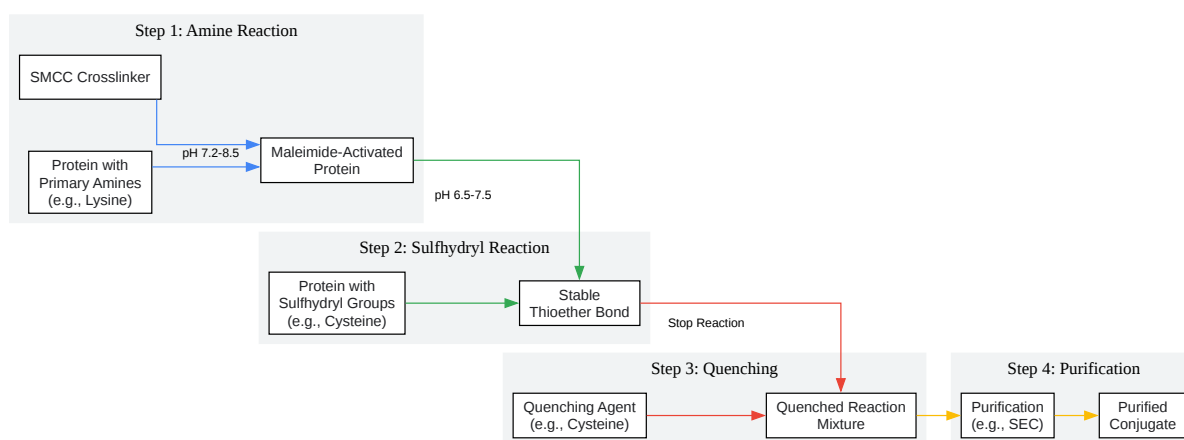 Step 1: Amine Reaction
SMCC Crosslinker
Protein with
Primary Amines
(e.g., Lysine)
pH 7.2-8.5
Maleimide-Activated
Protein
pH 6.5-7.5
Step 2: Sulfhydryl Reaction
Protein with
Sulfhydryl Groups
(e.g., Cysteine)
Stable
Thioether Bond
Stop Reaction
Step 3: Quenching
Quenching Agent
(e.g., Cysteine)
Quenched Reaction
Mixture
Step 4: Purification
Purification
(e.g., SEC)
Purified
Conjugate